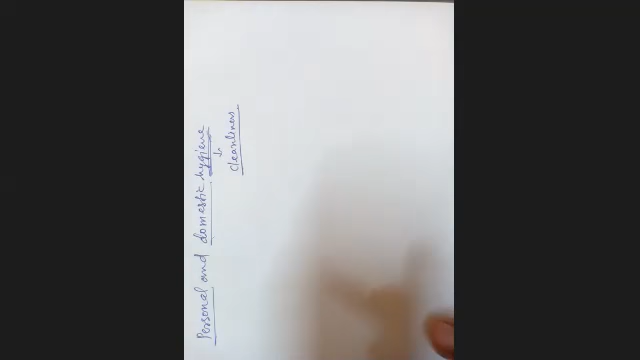 Personal and domestic hygiene
↓
cleanliness